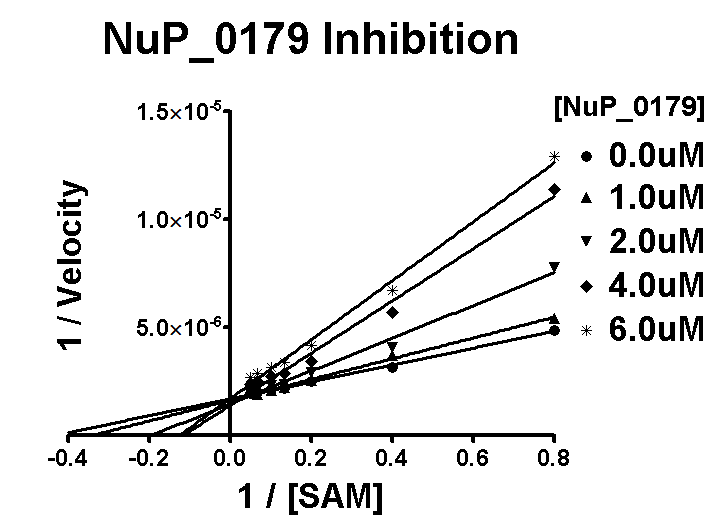 NuP_0179 Inhibition
[NuP_0179]
0.0uM
1.0uM
2.0uM
4.0uM
6.0uM
1 / Velocity
1.5×10⁻⁵
1.0×10⁻⁵
5.0×10⁻⁶
-0.4 -0.2 0.0 0.2 0.4 0.6 0.8
1 / [SAM]